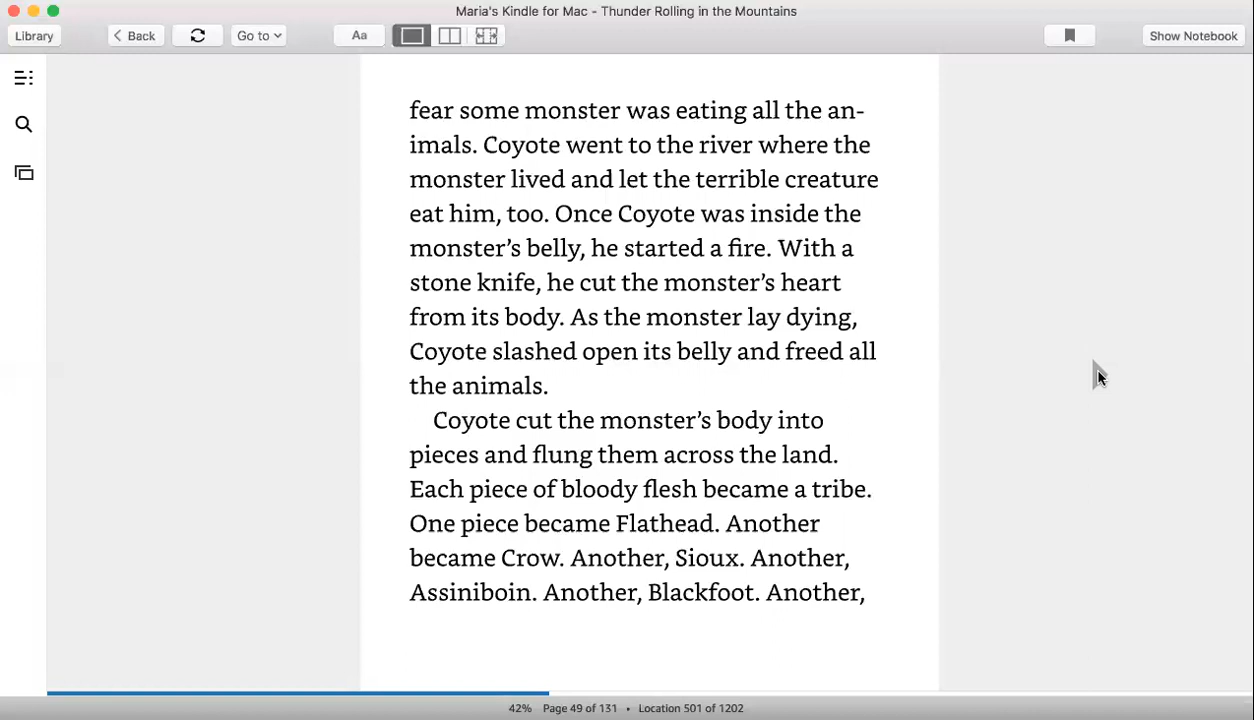 Maria's Kindle for Mac - Thunder Rolling in the Mountains
Library
Back
Go to
Aa
Show Notebook
fear some monster was eating all the an-
imals. Coyote went to the river where the
monster lived and let the terrible creature
eat him, too. Once Coyote was inside the
monster’s belly, he started a fire. With a
stone knife, he cut the monster’s heart
from its body. As the monster lay dying,
Coyote slashed open its belly and freed all
the animals.
Coyote cut the monster’s body into
pieces and flung them across the land.
Each piece of bloody flesh became a tribe.
One piece became Flathead. Another
became Crow. Another, Sioux. Another,
Assiniboin. Another, Blackfoot. Another,
42% Page 49 of 131 • Location 501 of 1202